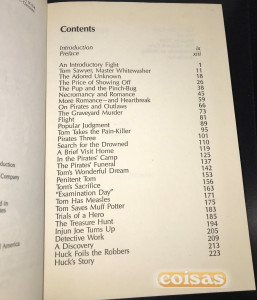 Contents
Introduction ix
Preface xiii
An Introductory Fight 1
Tom Sawyer, Master Whitewasher 11
The Adored Unknown 18
The Price of Showing Off 26
The Pup and the Pinch-Bug 38
Necromancy and Romance 45
More Romance—and Heartbreak 59
On Pirates and Outlaws 66
The Graveyard Murder 73
Flight 81
Popular Judgment 89
Tom Takes the Pain-Killer 95
Pirates Three 101
Search for the Drowned 110
A Brief Visit Home 119
In the Pirates' Camp 125
The Pirates' Funeral 137
Tom's Wonderful Dream 142
Penitent Tom 153
Tom's Sacrifice 156
"Examination Day" 163
Tom Has Measles 171
Tom Saves Muff Potter 175
Trials of a Hero 183
The Treasure Hunt 185
Injun Joe Turns Up 194
Detective Work 205
A Discovery 209
Huck Foils the Robbers 213
Huck's Story 223
Company
America
coisas